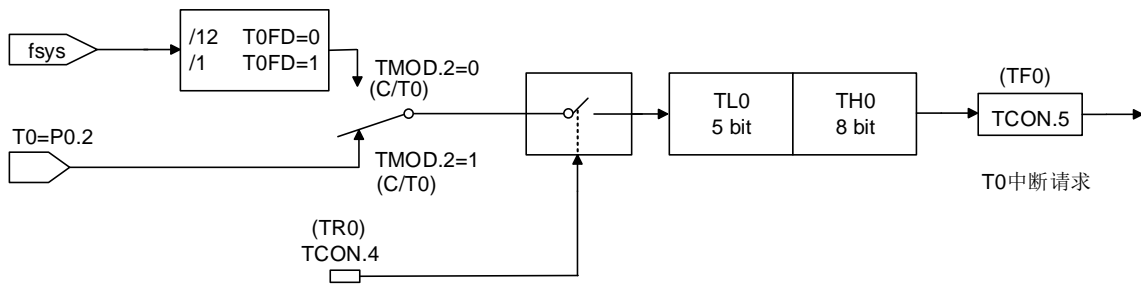 fsys
/12 T0FD=0
/1 T0FD=1
TMOD.2=0
(C/T0)
T0=P0.2
TMOD.2=1
(C/T0)
(TR0)
TCON.4
TL0
5 bit
TH0
8 bit
(TF0)
TCON.5
T0中断请求